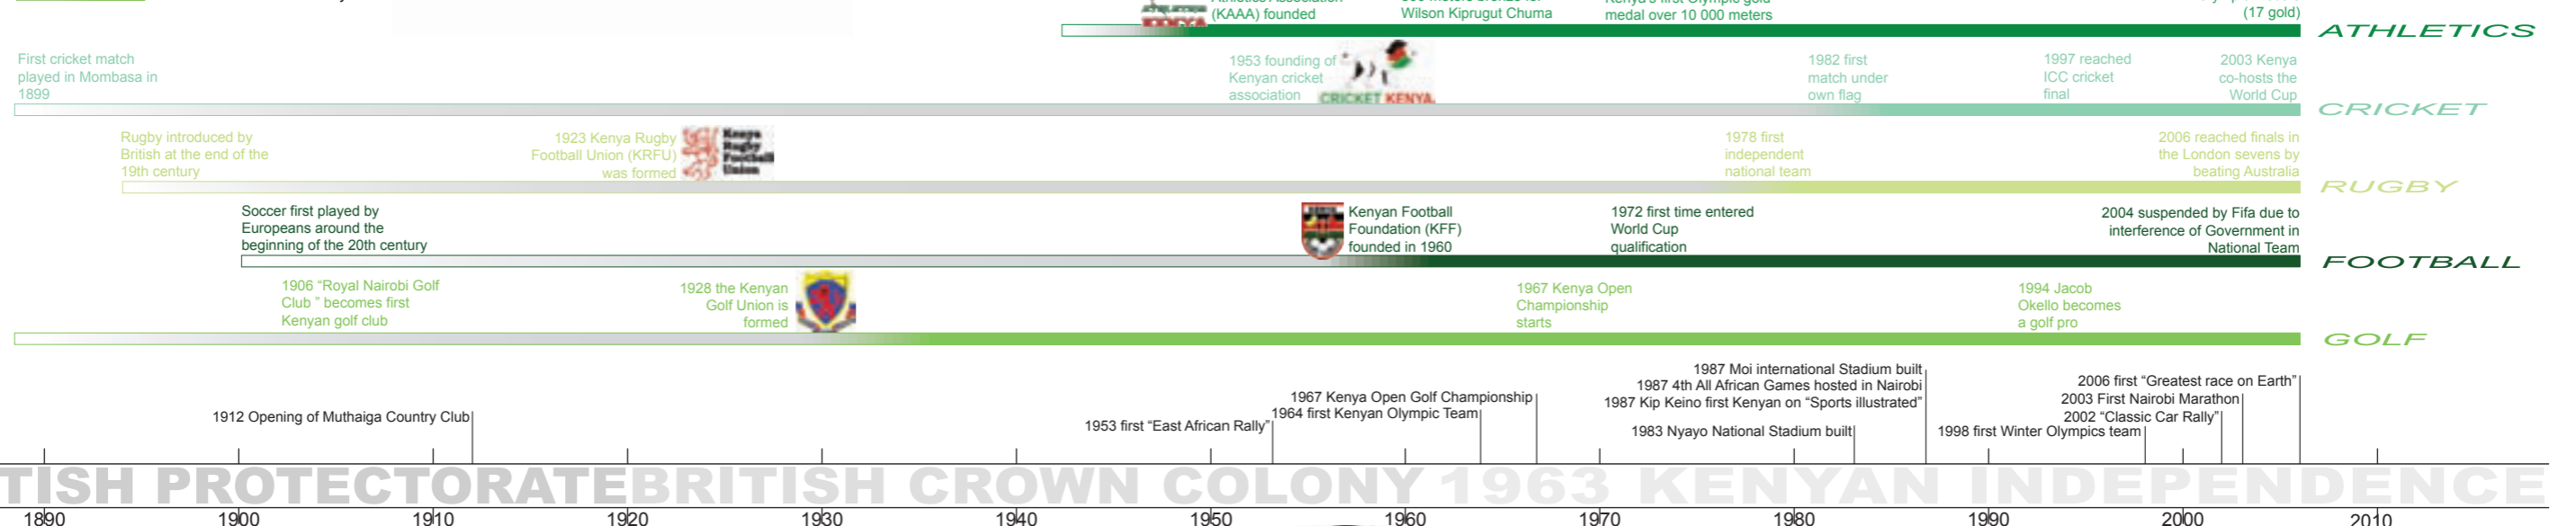 (KAAA) founded
Wilson Kiprugut Chuma
medal over 10 000 meters
(17 gold)
KENYA
ATHLETICS
First cricket match
played in Mombasa in
1899
1953 founding of
Kenyan cricket
association
CRICKET KENYA
1982 first
match under
own flag
1997 reached
ICC cricket
final
2003 Kenya
co-hosts the
World Cup
CRICKET
Rugby introduced by
British at the end of the
19th century
1923 Kenya Rugby
Football Union (KRFU)
was formed
Kenya
Rugby
Football
Union
1978 first
independent
national team
2006 reached finals in
the London sevens by
beating Australia
RUGBY
Soccer first played by
Europeans around the
beginning of the 20th century
Kenyan Football
Foundation (KFF)
founded in 1960
1972 first time entered
World Cup
qualification
2004 suspended by Fifa due to
interference of Government in
National Team
FOOTBALL
1906 “Royal Nairobi Golf
Club ” becomes first
Kenyan golf club
1928 the Kenyan
Golf Union is
formed
1967 Kenya Open
Championship
starts
1994 Jacob
Okello becomes
a golf pro
GOLF
1912 Opening of Muthaiga Country Club
1953 first “East African Rally”
1967 Kenya Open Golf Championship
1964 first Kenyan Olympic Team
1987 Moi international Stadium built
1987 4th All African Games hosted in Nairobi
1987 Kip Keino first Kenyan on “Sports illustrated”
1983 Nyayo National Stadium built
2006 first “Greatest race on Earth”
2003 First Nairobi Marathon
2002 “Classic Car Rally”
1998 first Winter Olympics team
TISH PROTECTORATE BRITISH CROWN COLONY 1963 KENYAN INDEPENDENCE
1890 1900 1910 1920 1930 1940 1950 1960 1970 1980 1990 2000 2010